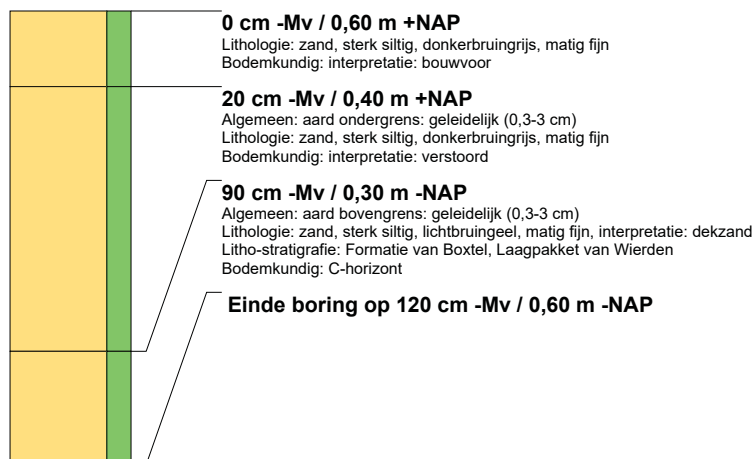 0 cm -Mv / 0,60 m +NAP
Lithologie: zand, sterk siltig, donkerbruingrijs, matig fijn
Bodemkundig: interpretatie: bouwvoor
20 cm -Mv / 0,40 m +NAP
Algemeen: aard ondergrens: geleidelijk (0,3-3 cm)
Lithologie: zand, sterk siltig, donkerbruingrijs, matig fijn
Bodemkundig: interpretatie: verstoord
90 cm -Mv / 0,30 m -NAP
Algemeen: aard bovengrens: geleidelijk (0,3-3 cm)
Lithologie: zand, sterk siltig, lichtbruingeel, matig fijn, interpretatie: dekzand
Litho-stratigrafie: Formatie van Boxtel, Laagpakket van Wierden
Bodemkundig: C-horizont
Einde boring op 120 cm -Mv / 0,60 m -NAP